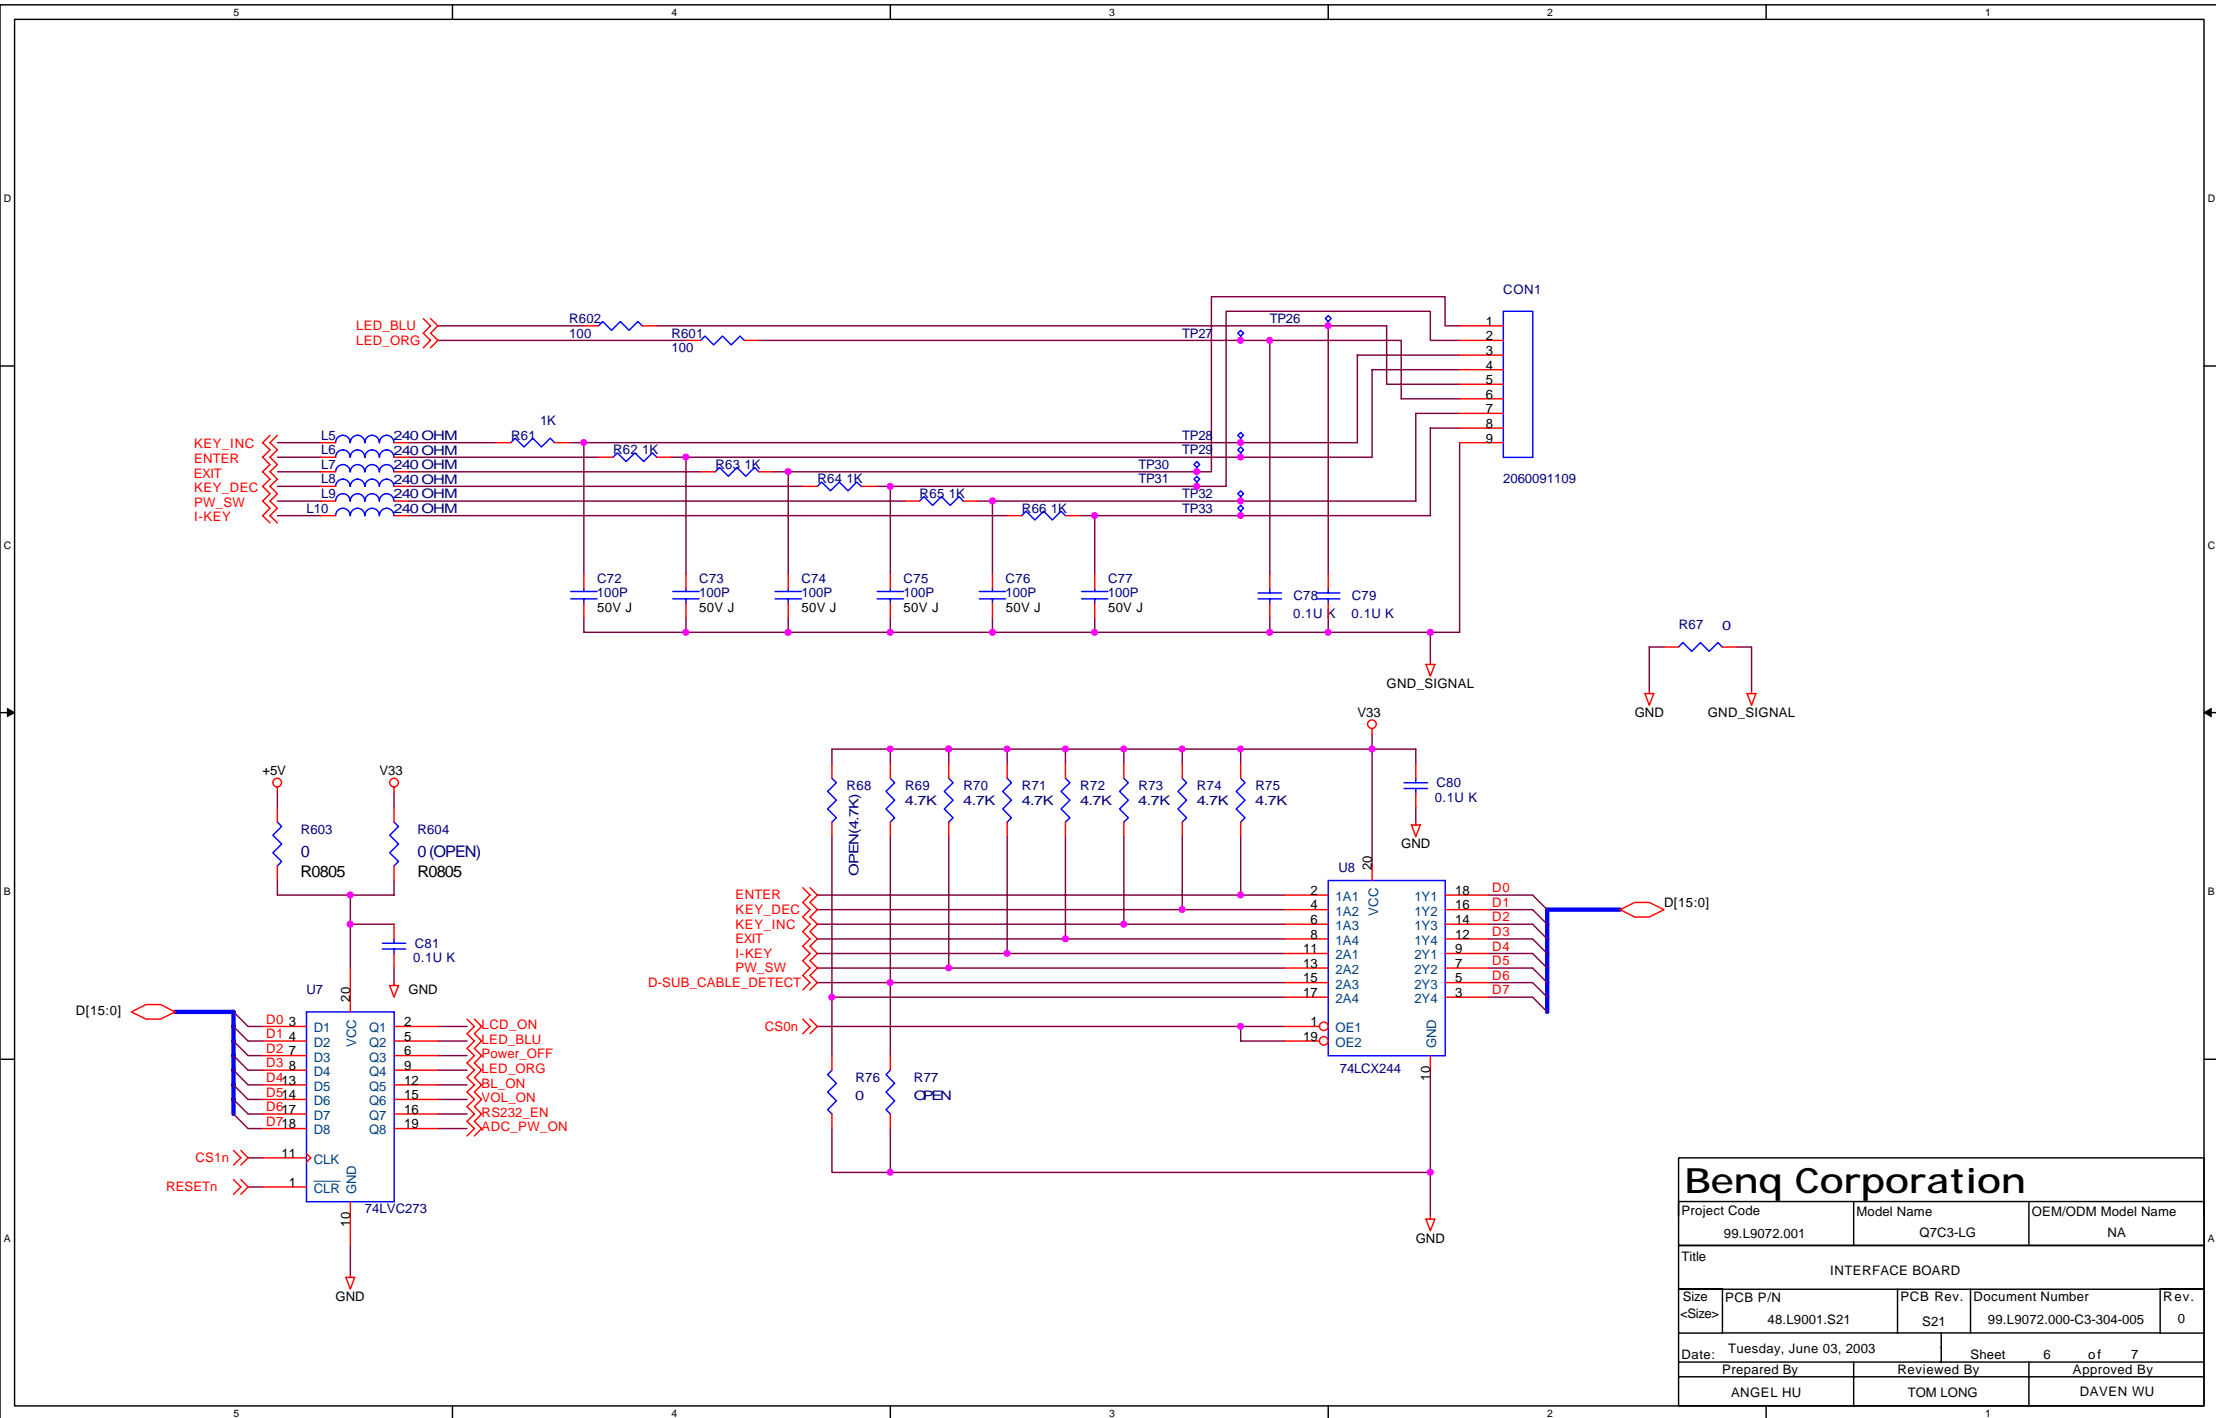 5 4 3 2 1
D D
C C
B B
A A
CON1
LED_BLU
LED_ORG
R602
100
R601
100
TP26
TP27
1
2
3
4
5
6
7
8
9
2060091109
KEY_INC
ENTER
EXIT
KEY_DEC
PW_SW
I-KEY
L5 240 OHM
L6 240 OHM
L7 240 OHM
L8 240 OHM
L9 240 OHM
L10 240 OHM
1K
R61
R62 1K
R63 1K
R64 1K
R65 1K
R66 1K
TP28
TP29
TP30
TP31
TP32
TP33
C72
100P
50V J
C73
100P
50V J
C74
100P
50V J
C75
100P
50V J
C76
100P
50V J
C77
100P
50V J
C78
0.1U K
C79
0.1U K
GND_SIGNAL
R67 0
GND GND_SIGNAL
+5V V33
R603
0
R0805
R604
0 (OPEN)
R0805
C81
0.1U K
GND
U7
20
D[15:0]
D0 3 D1 Q1 2 LCD_ON
D1 4 D2 Q2 5 LED_BLU
D2 7 D3 Q3 6 Power_OFF
D3 8 D4 Q4 9 LED_ORG
D4 13 D5 Q5 12 BL_ON
D5 14 D6 Q6 15 VOL_ON
D6 17 D7 Q7 16 RS232_EN
D7 18 D8 Q8 19 ADC_PW_ON
VCC
CS1n 11 CLK
RESETn 1 CLR
GND
74LVC273
10
GND
V33
R68
OPEN(4.7K)
R69
4.7K
R70
4.7K
R71
4.7K
R72
4.7K
R73
4.7K
R74
4.7K
R75
4.7K
C80
0.1U K
GND
U8
20
VCC
ENTER 2 1A1 1Y1 18 D0
KEY_DEC 4 1A2 1Y2 16 D1
KEY_INC 6 1A3 1Y3 14 D2
EXIT 8 1A4 1Y4 12 D3
I-KEY 11 2A1 2Y1 9 D4
PW_SW 13 2A2 2Y2 7 D5
D-SUB_CABLE_DETECT 15 2A3 2Y3 5 D6
17 2A4 2Y4 3 D7
D[15:0]
CS0n 1 OE1
19 OE2
GND
74LCX244
10
R76
0
R77
OPEN
GND
Benq Corporation
Project Code Model Name OEM/ODM Model Name
99.L9072.001 Q7C3-LG NA
Title
INTERFACE BOARD
Size PCB P/N PCB Rev. Document Number Rev.
<Size> 48.L9001.S21 S21 99.L9072.000-C3-304-005 0
Date: Tuesday, June 03, 2003 Sheet 6 of 7
Prepared By Reviewed By Approved By
ANGEL HU TOM LONG DAVEN WU
5 4 3 2 1